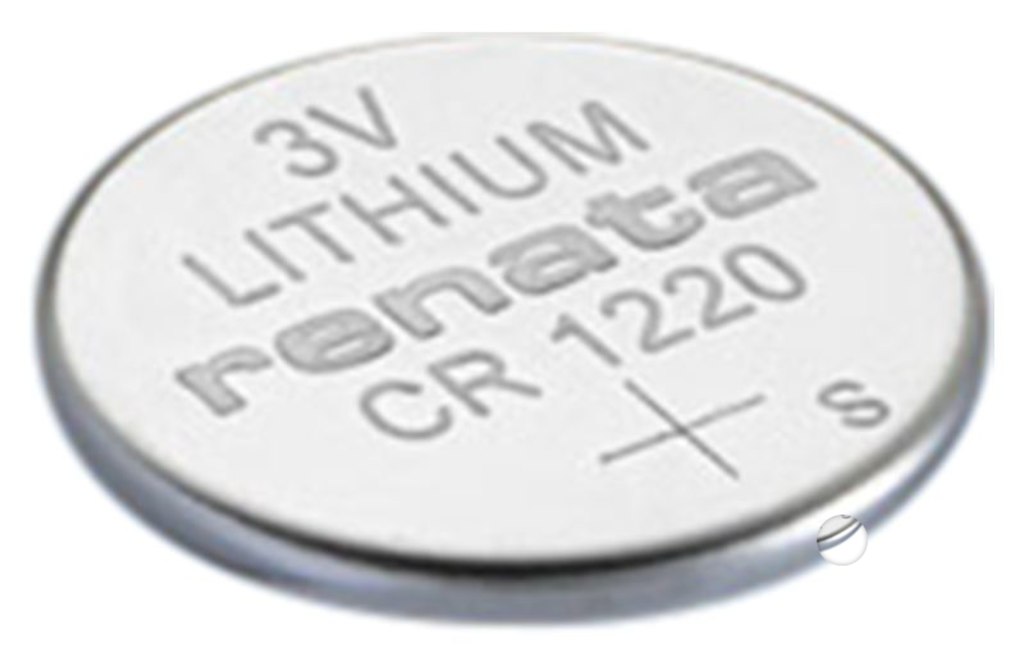 3V
LITHIUM
renata
CR 1220
+ S